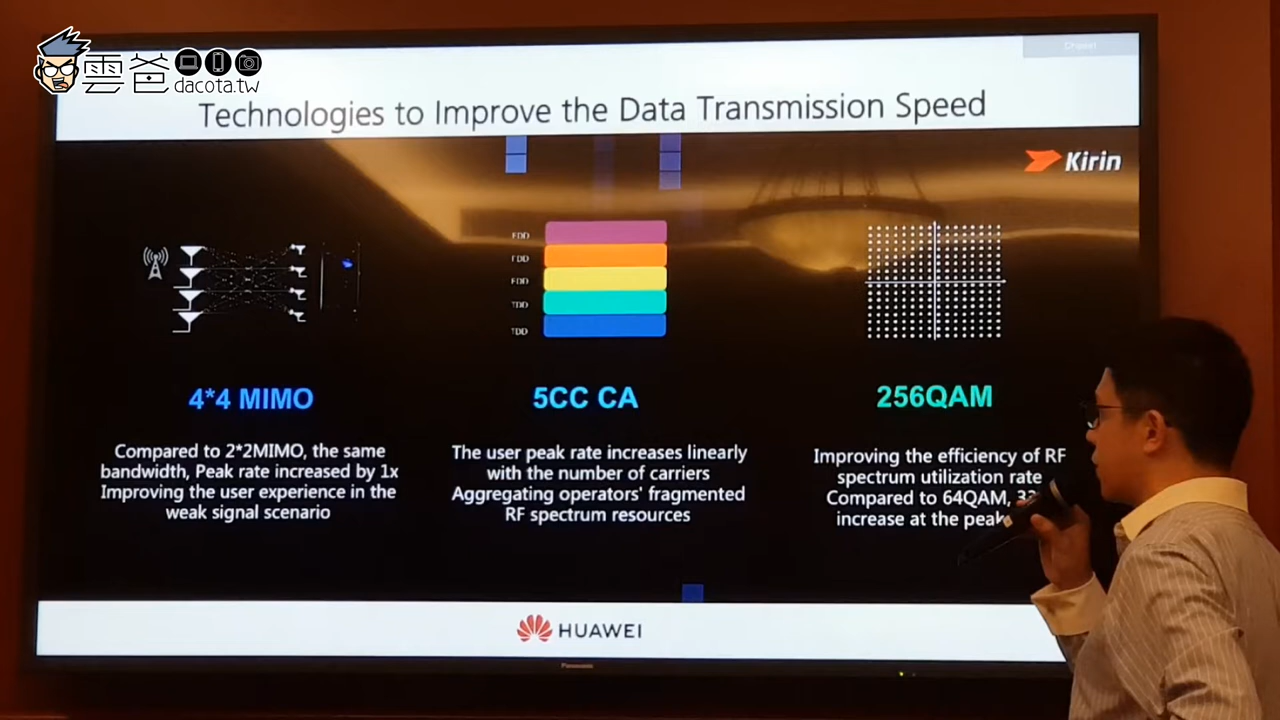 雲爸
dacota.tw
Channel
Technologies to Improve the Data Transmission Speed
Kirin
FDD
FDD
FDD
TDD
TDD
4*4 MIMO
Compared to 2*2MIMO, the same
bandwidth, Peak rate increased by 1x
Improving the user experience in the
weak signal scenario
5CC CA
The user peak rate increases linearly
with the number of carriers
Aggregating operators' fragmented
RF spectrum resources
256QAM
Improving the efficiency of RF
spectrum utilization rate
Compared to 64QAM,
increase at the peak
HUAWEI
Panasonic